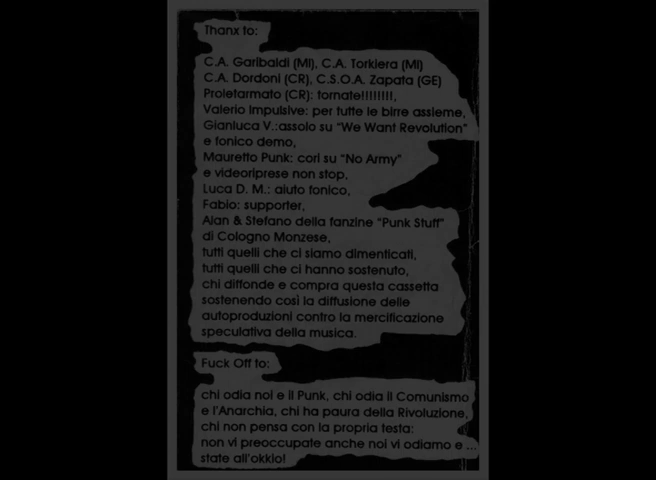 Thanx to:
C.A. Garibaldi (MI), C.A. Torkiera (MI)
C.A. Dordoni (CR), C.S.O.A. Zapata (GE)
Proletarmato (CR): tornate!!!!!!!!,
Valerio Impulsive: per tutte le birre assieme,
Gianluca V.:assolo su "We Want Revolution"
e fonico demo,
Mauretto Punk: cori su "No Army"
e videoriprese non stop,
Luca D. M.: aiuto fonico,
Fabio: supporter,
Alan & Stefano della fanzine "Punk Stuff"
di Cologno Monzese,
tutti quelli che ci siamo dimenticati,
tutti quelli che ci hanno sostenuto,
chi diffonde e compra questa cassetta
sostenendo così la diffusione delle
autoproduzioni contro la mercificazione
speculativa della musica.
Fuck Off to:
chi odia noi e il Punk, chi odia il Comunismo
e l'Anarchia, chi ha paura della Rivoluzione,
chi non pensa con la propria testa:
non vi preoccupate anche noi vi odiamo e ...
state all'okkio!